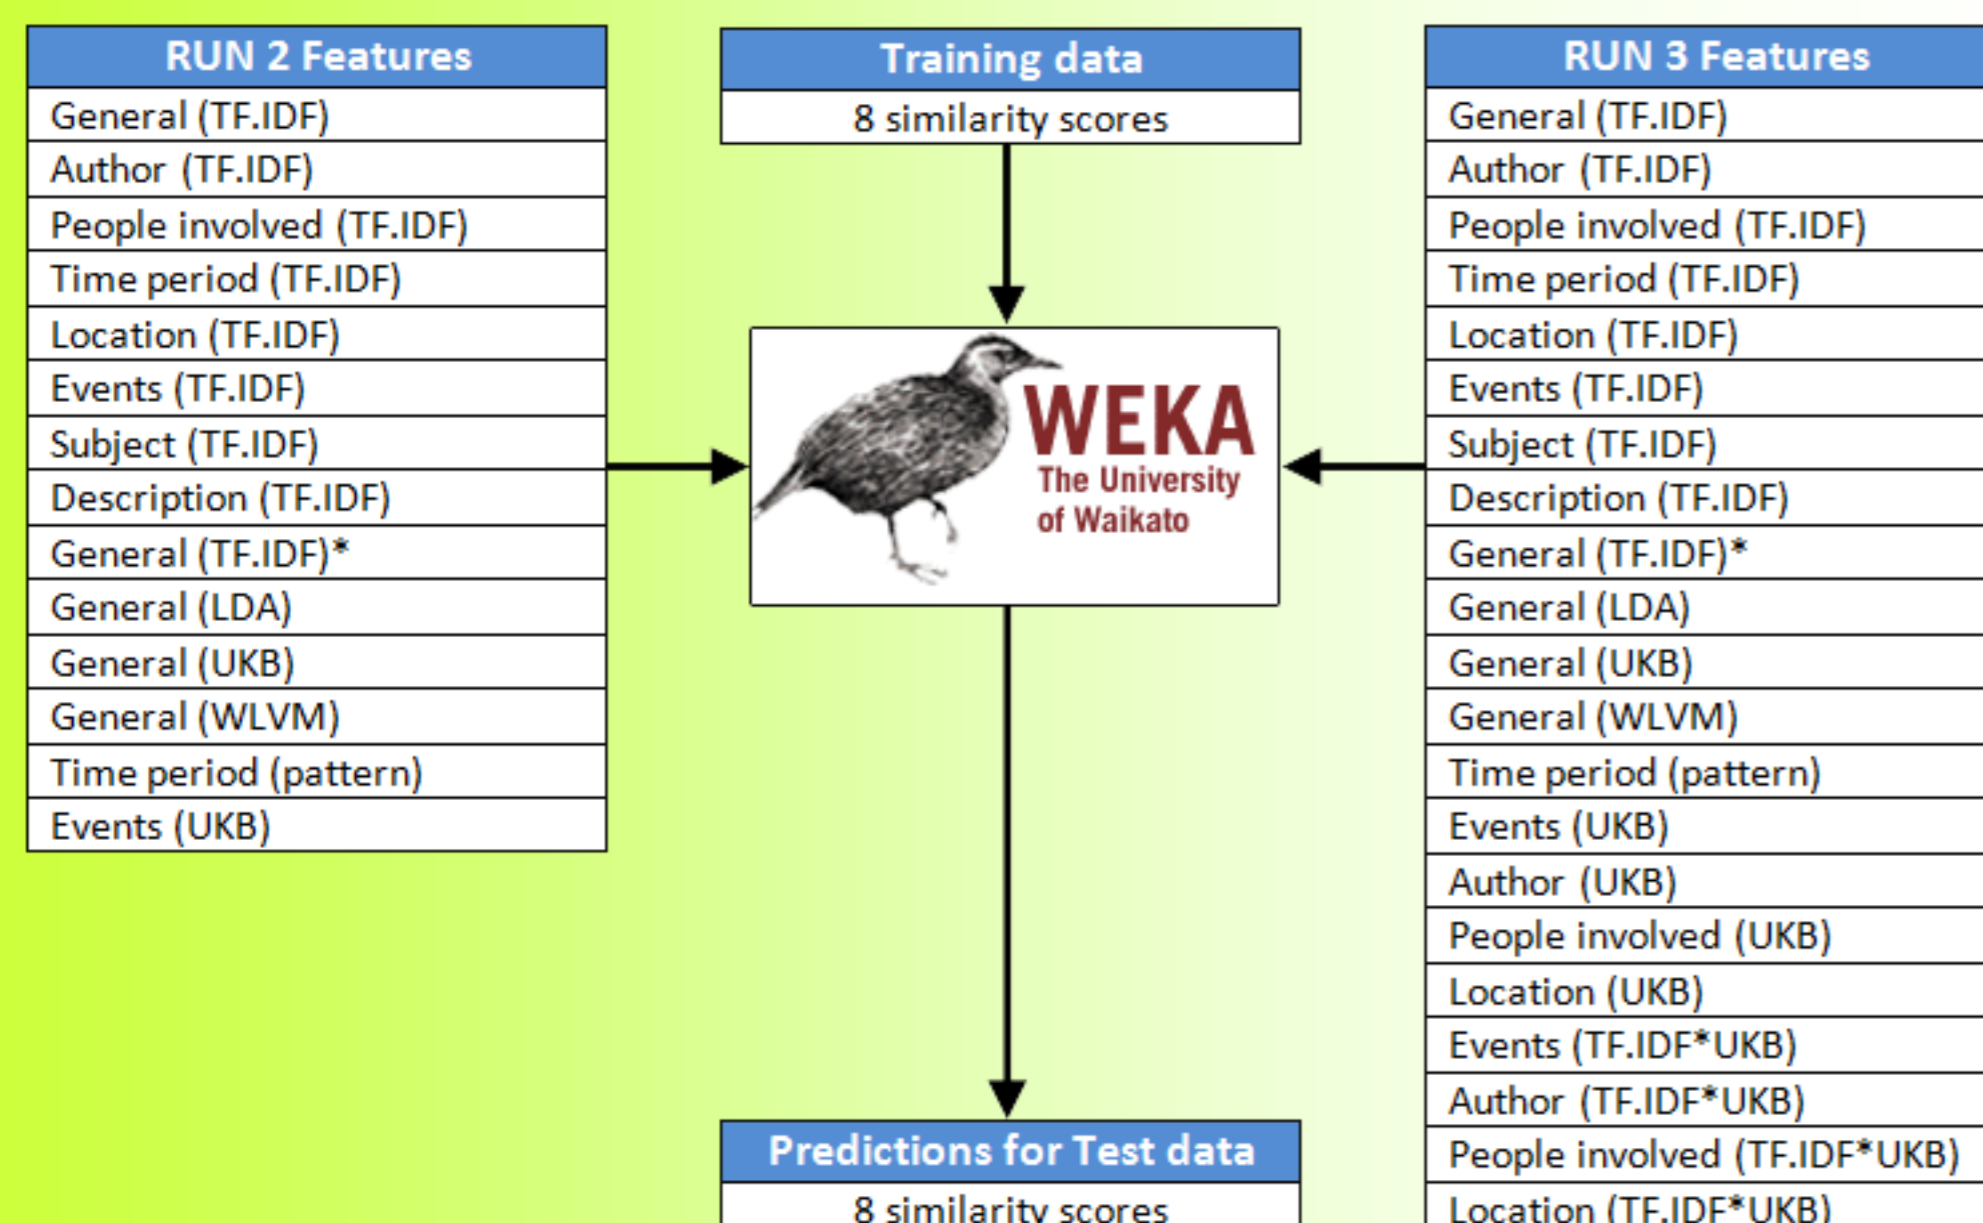 RUN 2 Features
General (TF.IDF)
Author (TF.IDF)
People involved (TF.IDF)
Time period (TF.IDF)
Location (TF.IDF)
Events (TF.IDF)
Subject (TF.IDF)
Description (TF.IDF)
General (TF.IDF)*
General (LDA)
General (UKB)
General (WLVM)
Time period (pattern)
Events (UKB)
Training data
8 similarity scores
WEKA
The University
of Waikato
Predictions for Test data
8 similarity scores
RUN 3 Features
General (TF.IDF)
Author (TF.IDF)
People involved (TF.IDF)
Time period (TF.IDF)
Location (TF.IDF)
Events (TF.IDF)
Subject (TF.IDF)
Description (TF.IDF)
General (TF.IDF)*
General (LDA)
General (UKB)
General (WLVM)
Time period (pattern)
Events (UKB)
Author (UKB)
People involved (UKB)
Location (UKB)
Events (TF.IDF*UKB)
Author (TF.IDF*UKB)
People involved (TF.IDF*UKB)
Location (TF.IDF*UKB)